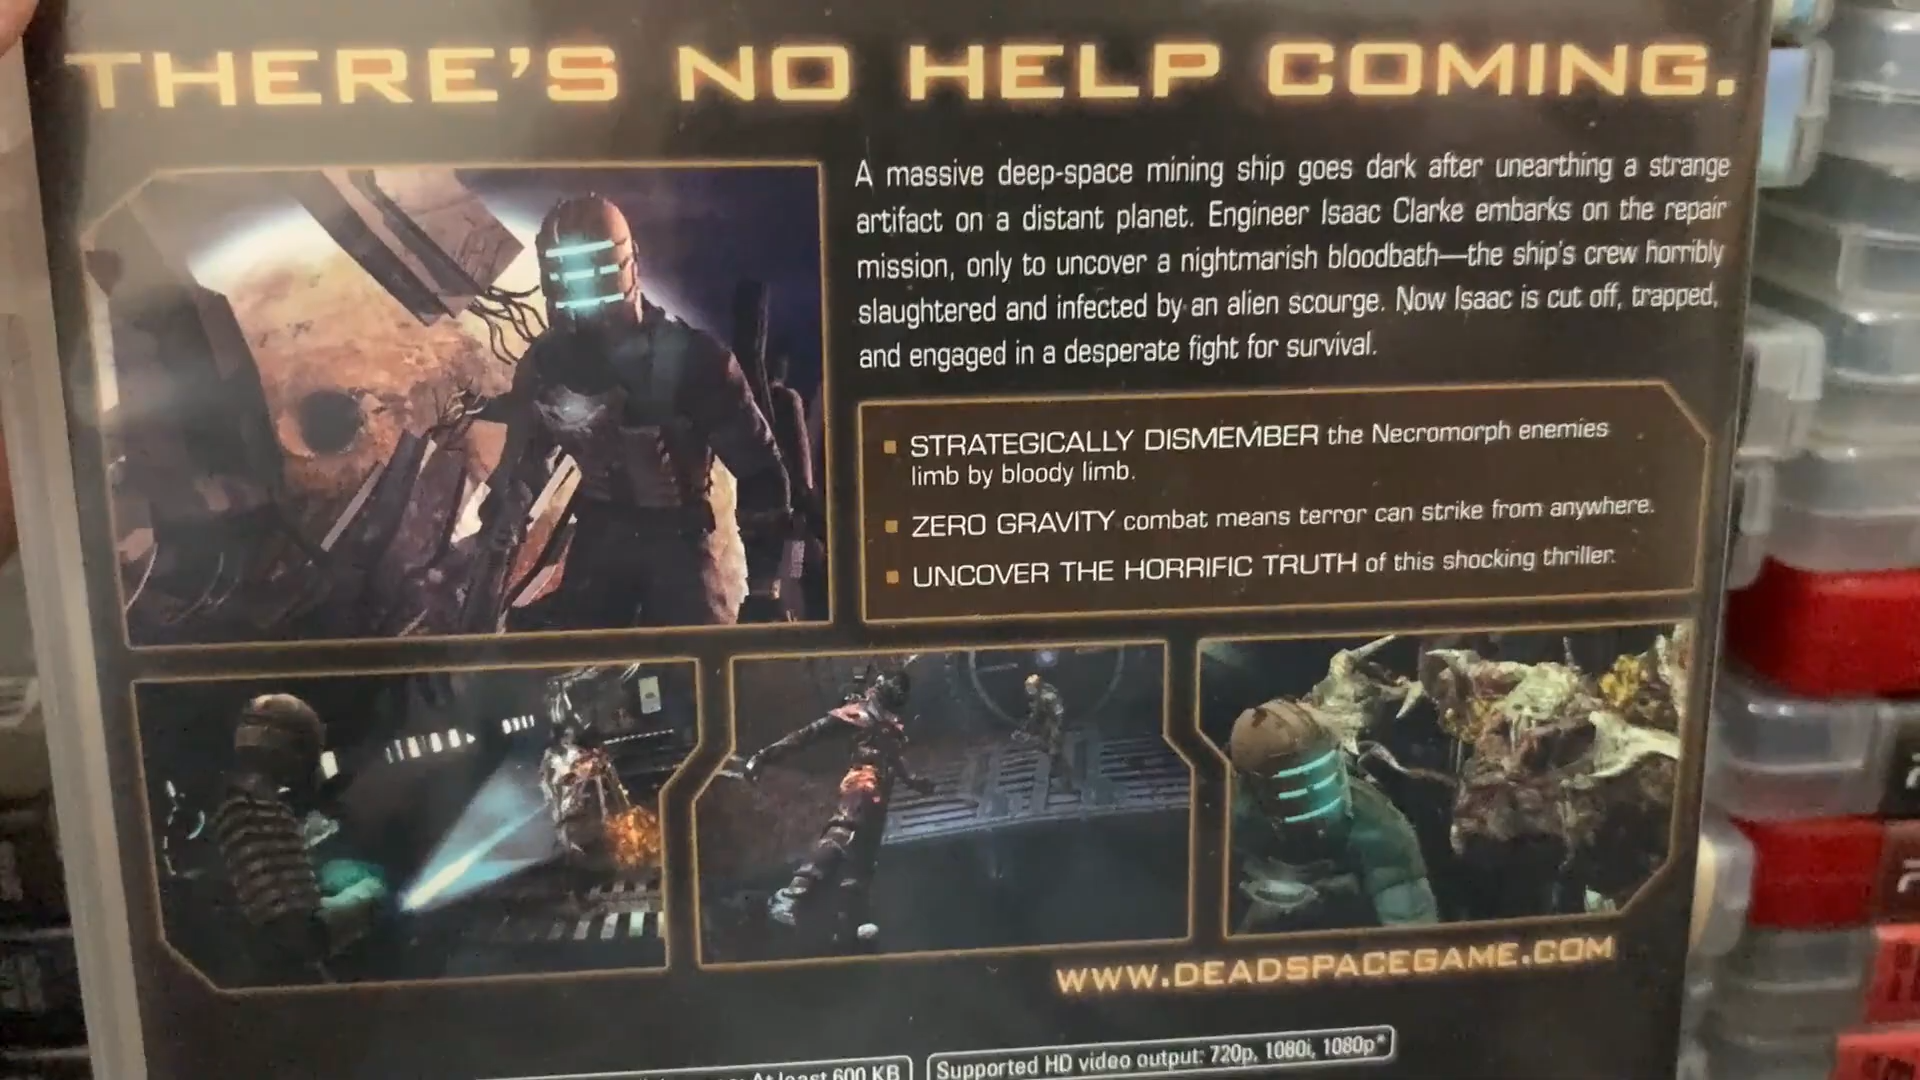 THERE'S NO HELP COMING.
A massive deep-space mining ship goes dark after unearthing a strange
artifact on a distant planet. Engineer Isaac Clarke embarks on the repair
mission, only to uncover a nightmarish bloodbath—the ship's crew horribly
slaughtered and infected by an alien scourge. Now Isaac is cut off, trapped,
and engaged in a desperate fight for survival.
STRATEGICALLY DISMEMBER the Necromorph enemies
limb by bloody limb.
ZERO GRAVITY combat means terror can strike from anywhere.
UNCOVER THE HORRIFIC TRUTH of this shocking thriller.
WWW.DEADSPACEGAME.COM
At least 600 KB
Supported HD video output: 720p, 1080i, 1080p*